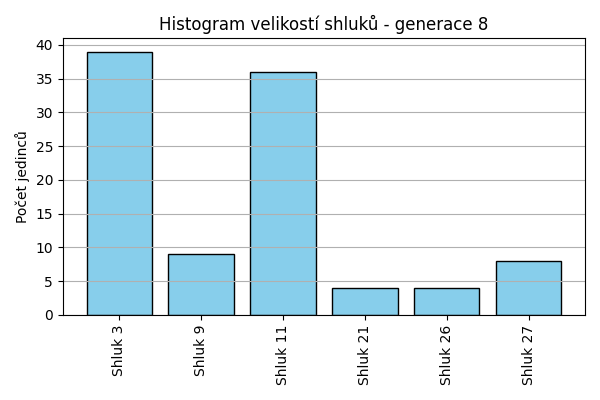 Histogram velikostí shluků - generace 8
Počet jedinců
40
35
30
25
20
15
10
5
0
Shluk 3
Shluk 9
Shluk 11
Shluk 21
Shluk 26
Shluk 27